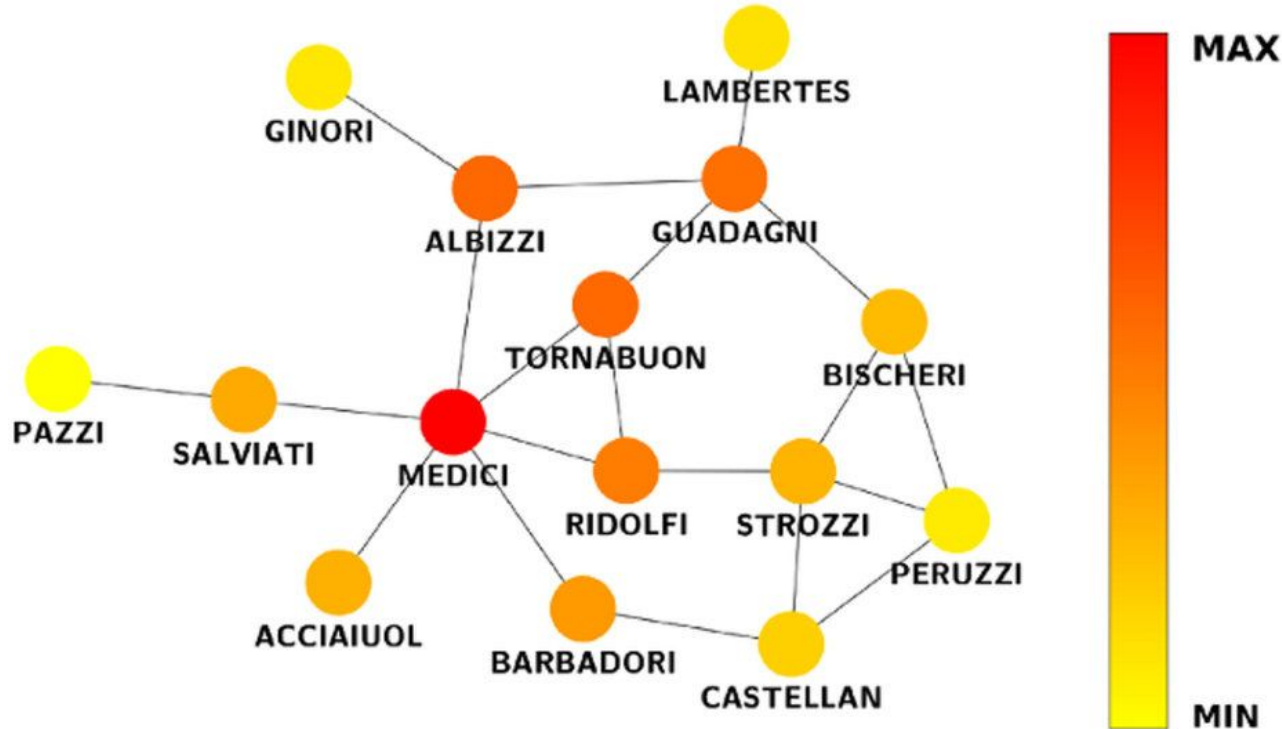 MAX
LAMBERTES
GINORI
GUADAGNI
ALBIZZI
TORNABUON
BISCHERI
PAZZI
SALVIATI
MEDICI
RIDOLFI
STROZZI
PERUZZI
ACCIAIUOL
BARBADORI
CASTELLAN
MIN